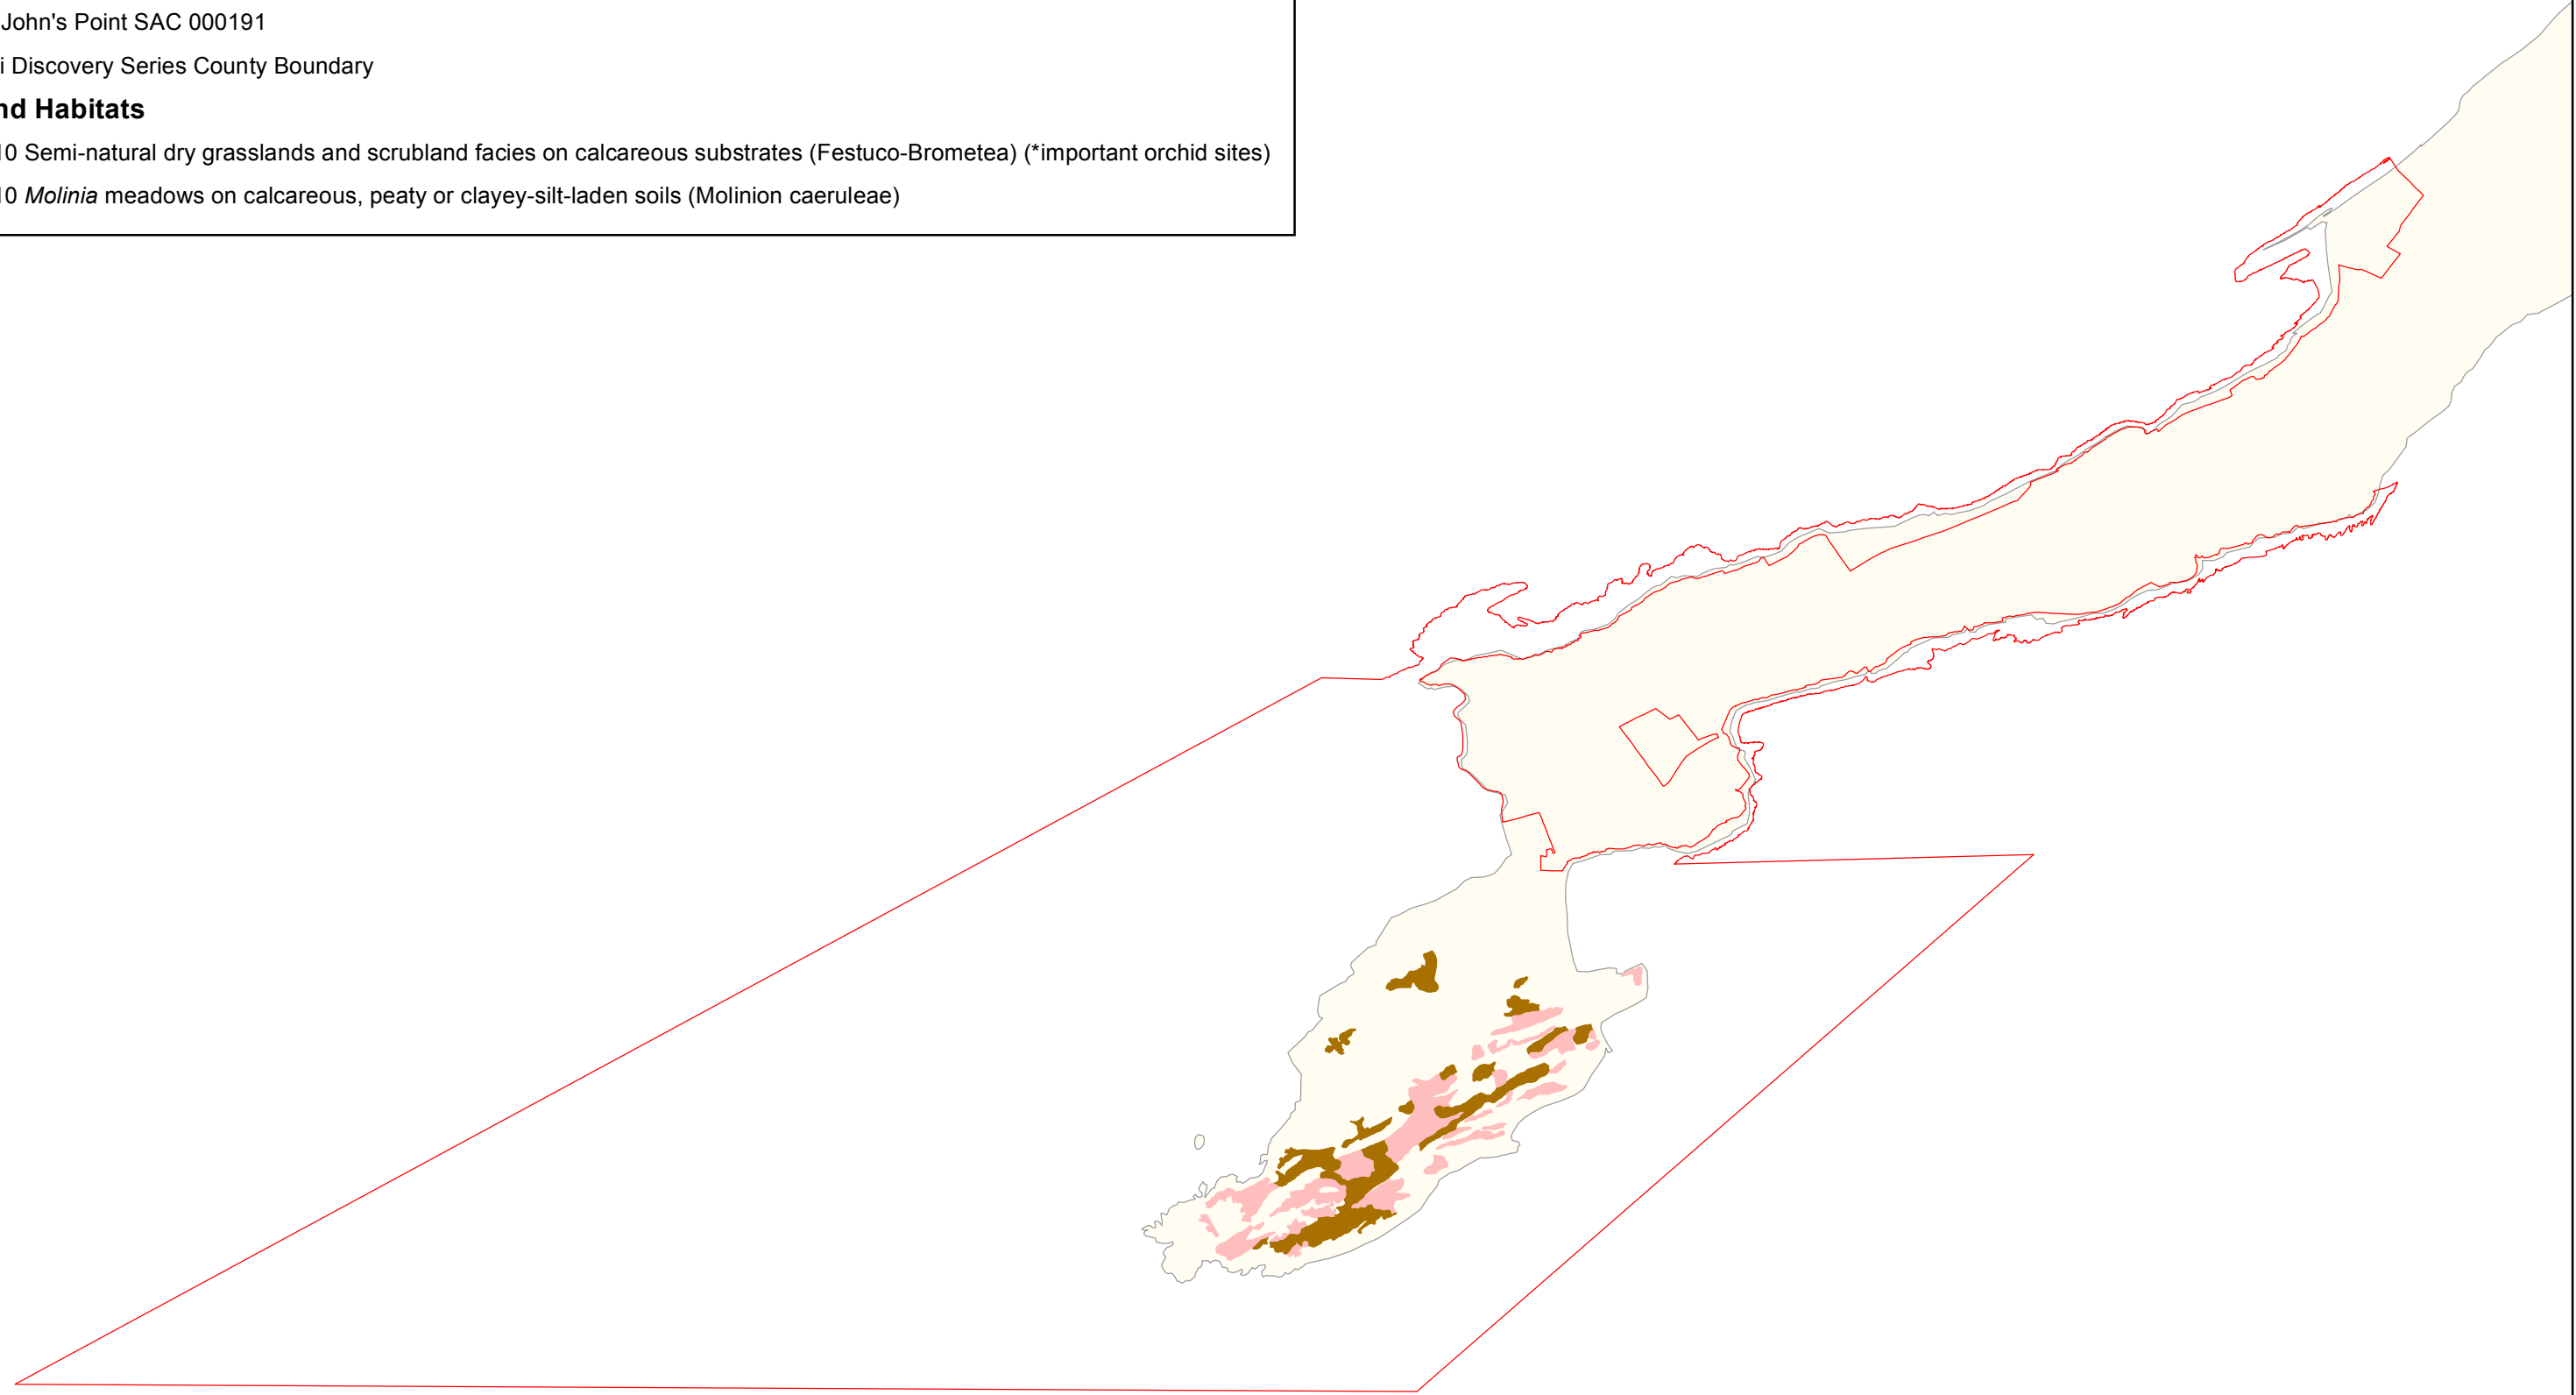 John's Point SAC 000191
i Discovery Series County Boundary
nd Habitats
10 Semi-natural dry grasslands and scrubland facies on calcareous substrates (Festuco-Brometea) (*important orchid sites)
10 Molinia meadows on calcareous, peaty or clayey-silt-laden soils (Molinion caeruleae)